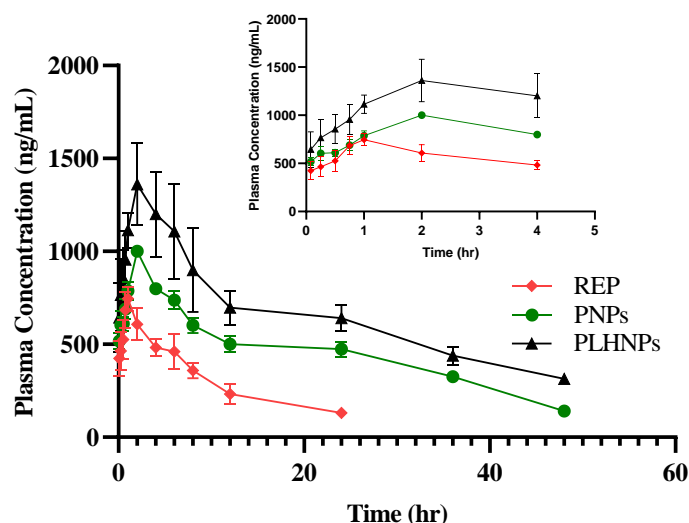 2000
1500
1000
500
0
Plasma Concentration (ng/mL)
0
20
40
60
Time (hr)
2000
1500
1000
500
0
Plasma Concentration (ng/mL)
0
1
2
3
4
5
Time (hr)
REP
PNPs
PLHNPs